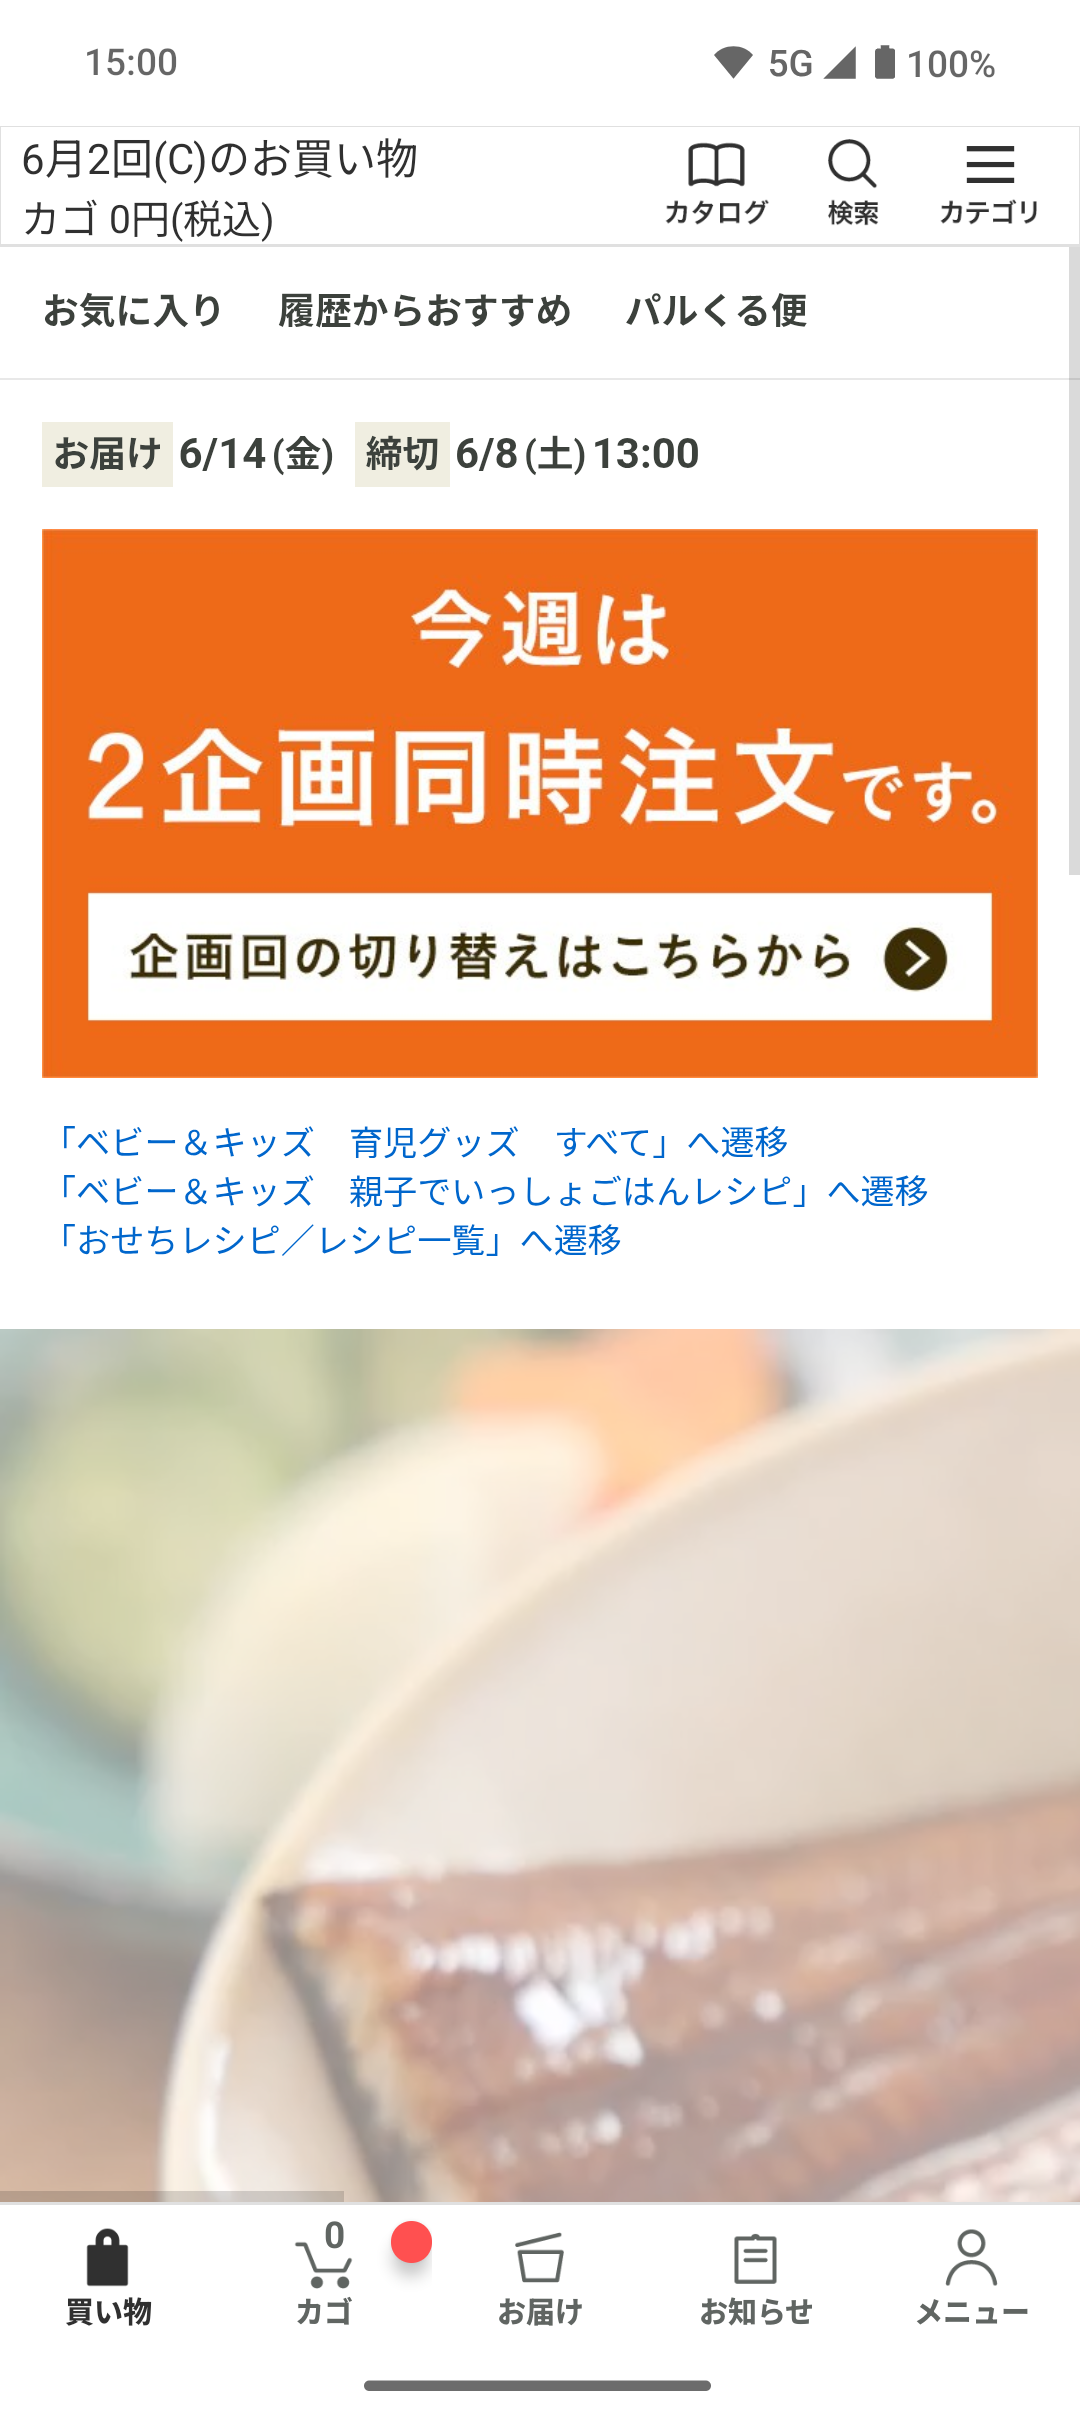 15:00
5G 100%
6月2回(C)のお買い物
カゴ 0円(税込)
カタログ
検索
カテゴリ
お気に入り 履歴からおすすめ パルくる便
お届け 6/14(金) 締切 6/8(土)13:00
今週は
2企画同時注文です。
企画回の切り替えはこちらから
「ベビー＆キッズ　育児グッズ　すべて」へ遷移
「ベビー＆キッズ　親子でいっしょごはんレシピ」へ遷移
「おせちレシピ／レシピ一覧」へ遷移
0
買い物 カゴ お届け お知らせ メニュー